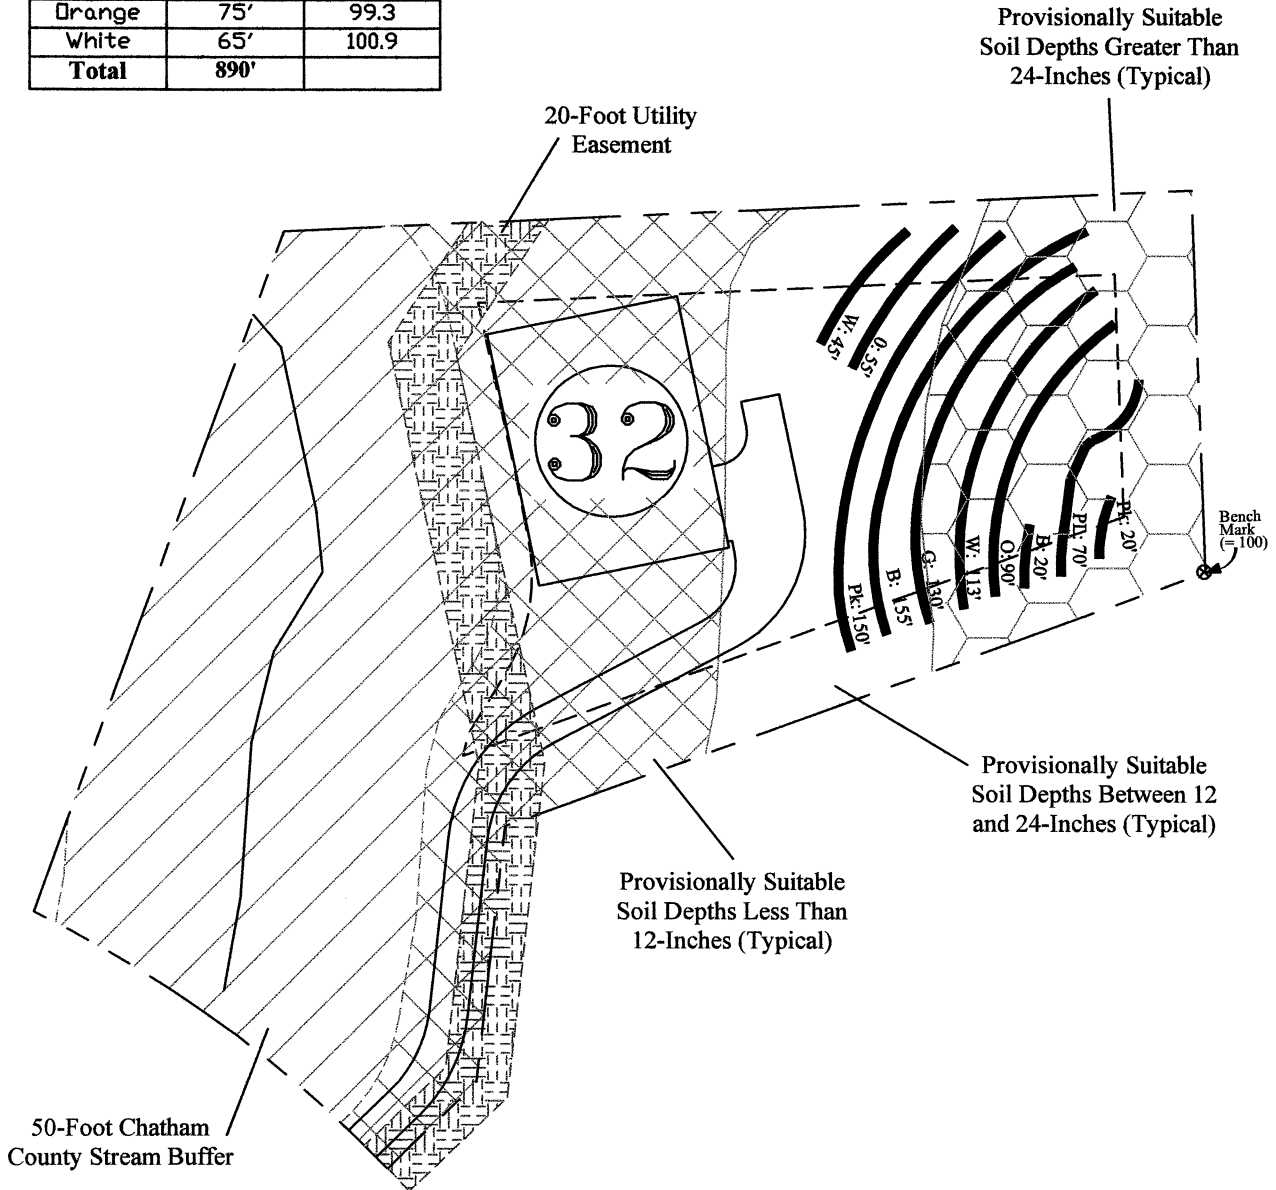 Orange 75' 99.3
White 65' 100.9
Total 890'
Provisionally Suitable
Soil Depths Greater Than
24-Inches (Typical)
20-Foot Utility
Easement
W: 45'
O: 55'
32
Pk: 150'
B: 155'
G: 130'
W: 113'
O: 90'
B: 20'
70'
Pk: 20'
Bench
Mark
(= 100)
Provisionally Suitable
Soil Depths Between 12
and 24-Inches (Typical)
Provisionally Suitable
Soil Depths Less Than
12-Inches (Typical)
50-Foot Chatham
County Stream Buffer